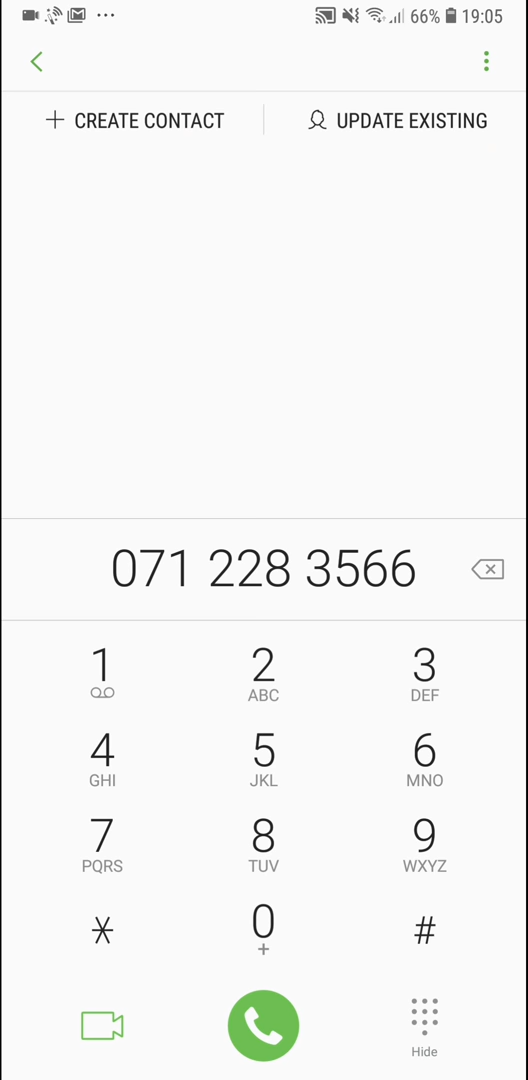 66% 19:05
CREATE CONTACT UPDATE EXISTING
071 228 3566
1 2 3
ABC DEF
4 5 6
GHI JKL MNO
7 8 9
PQRS TUV WXYZ
* 0 #
+
Hide